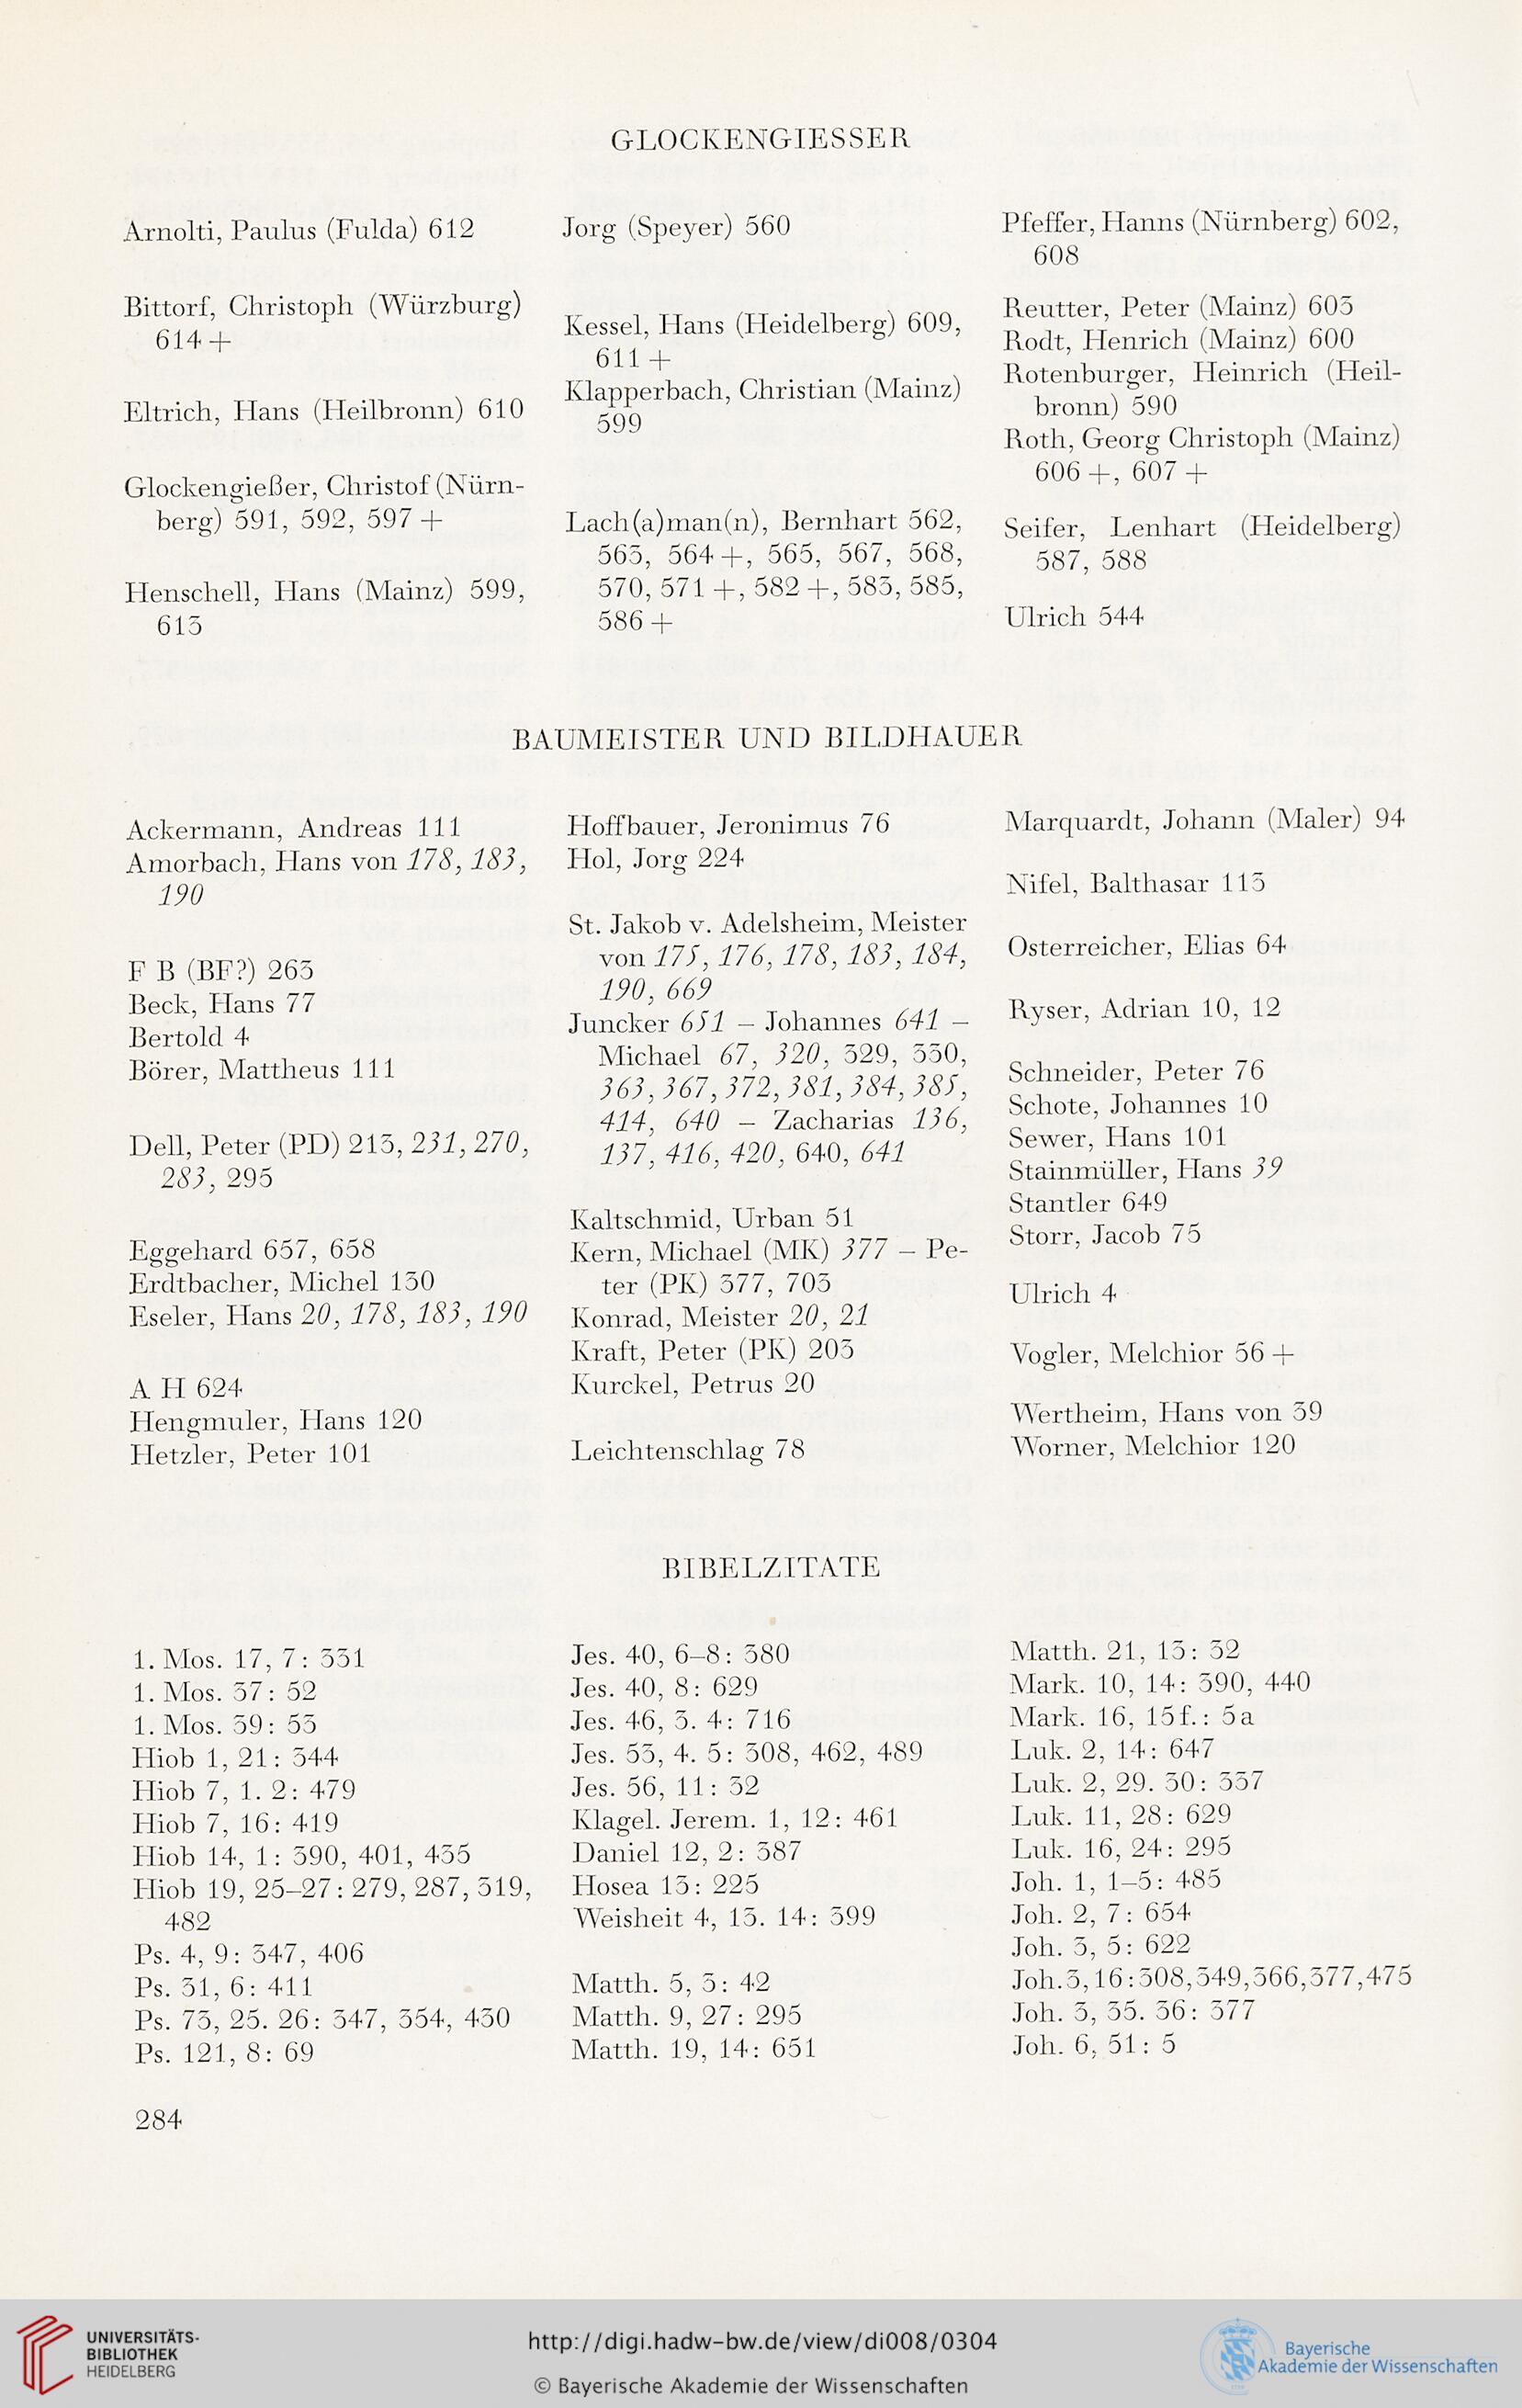 GLOCKENGIESSER
Arnolti, Paulus (Fulda) 612
Bittorf, Christoph (Würzburg)
614 +
Eltrich, Hans (Heilbronn) 610
Glockengießer, Christof (Nürn-
berg) 591, 592, 597 +
Henschell, Hans (Mainz) 599,
613
Jorg (Speyer) 560
Kessel, Hans (Heidelberg) 609,
611 +
Klapperbach, Christian (Mainz)
599
Lach(a)man(n), Bernhart 562,
563, 564 +, 565, 567, 568,
570, 571 +, 582 +, 583, 585,
586 +
Pfeffer, Hanns (Nürnberg) 602,
608
Reutter, Peter (Mainz) 603
Rodt, Henrich (Mainz) 600
Rotenburger, Heinrich (Heil-
bronn) 590
Roth, Georg Christoph (Mainz)
606 +, 607 +
Seifer, Lenhart (Heidelberg)
587, 588
Ulrich 544
BAUMEISTER UND BILDHAUER
Ackermann, Andreas 111
Amorbach, Hans von 178, 183,
190
F B (BF?) 263
Beck, Hans 77
Bertold 4
Börer, Mattheus 111
Dell, Peter (PD) 213, 231, 270,
283, 295
Eggehard 657, 658
Erdtbacher, Michel 130
Eseler, Hans 20, 178, 183, 190
A H 624
Hengmuler, Hans 120
Hetzler, Peter 101
Hoffbauer, Jeronimus 76
Hol, Jorg 224
St. Jakob v. Adelsheim, Meister
von 175, 176, 178, 183, 184,
190, 669
Juncker 651 – Johannes 641 –
Michael 67, 320, 329, 330,
363, 367, 372, 381, 384, 385,
414, 640 – Zacharias 136,
137, 416, 420, 640, 641
Kaltschmid, Urban 51
Kern, Michael (MK) 377 – Pe-
ter (PK) 377, 703
Konrad, Meister 20, 21
Kraft, Peter (PK) 203
Kurckel, Petrus 20
Leichtenschlag 78
Marquardt, Johann (Maler) 94
Nifel, Balthasar 113
Osterreicher, Elias 64
Ryser, Adrian 10, 12
Schneider, Peter 76
Schote, Johannes 10
Sewer, Hans 101
Stainmüller, Hans 39
Stantler 649
Storr, Jacob 75
Ulrich 4
Vogler, Melchior 56 +
Wertheim, Hans von 39
Worner, Melchior 120
BIBELZITATE
1. Mos. 17, 7: 331
1. Mos. 37: 52
1. Mos. 39: 53
Hiob 1, 21: 344
Hiob 7, 1. 2: 479
Hiob 7, 16: 419
Hiob 14, 1: 390, 401, 435
Hiob 19, 25–27: 279, 287, 319,
482
Ps. 4, 9: 347, 406
Ps. 31, 6: 411
Ps. 73, 25. 26: 347, 354, 430
Ps. 121, 8: 69
Jes. 40, 6–8: 380
Jes. 40, 8: 629
Jes. 46, 3. 4: 716
Jes. 53, 4. 5: 308, 462, 489
Jes. 56, 11: 32
Klagel. Jerem. 1, 12: 461
Daniel 12, 2: 387
Hosea 13: 225
Weisheit 4, 13. 14: 399
Matth. 5, 3: 42
Matth. 9, 27: 295
Matth. 19, 14: 651
Matth. 21, 13: 32
Mark. 10, 14: 390, 440
Mark. 16, 15f.: 5a
Luk. 2, 14: 647
Luk. 2, 29. 30: 337
Luk. 11, 28: 629
Luk. 16, 24: 295
Joh. 1, 1–5: 485
Joh. 2, 7: 654
Joh. 3, 5: 622
Joh. 3, 16: 308, 349, 366, 377, 475
Joh. 3, 35. 36: 377
Joh. 6, 51: 5
284
UNIVERSITÄTS-
BIBLIOTHEK
HEIDELBERG
http://digi.hadw-bw.de/view/di008/0304
© Bayerische Akademie der Wissenschaften
Bayerische
Akademie der Wissenschaften